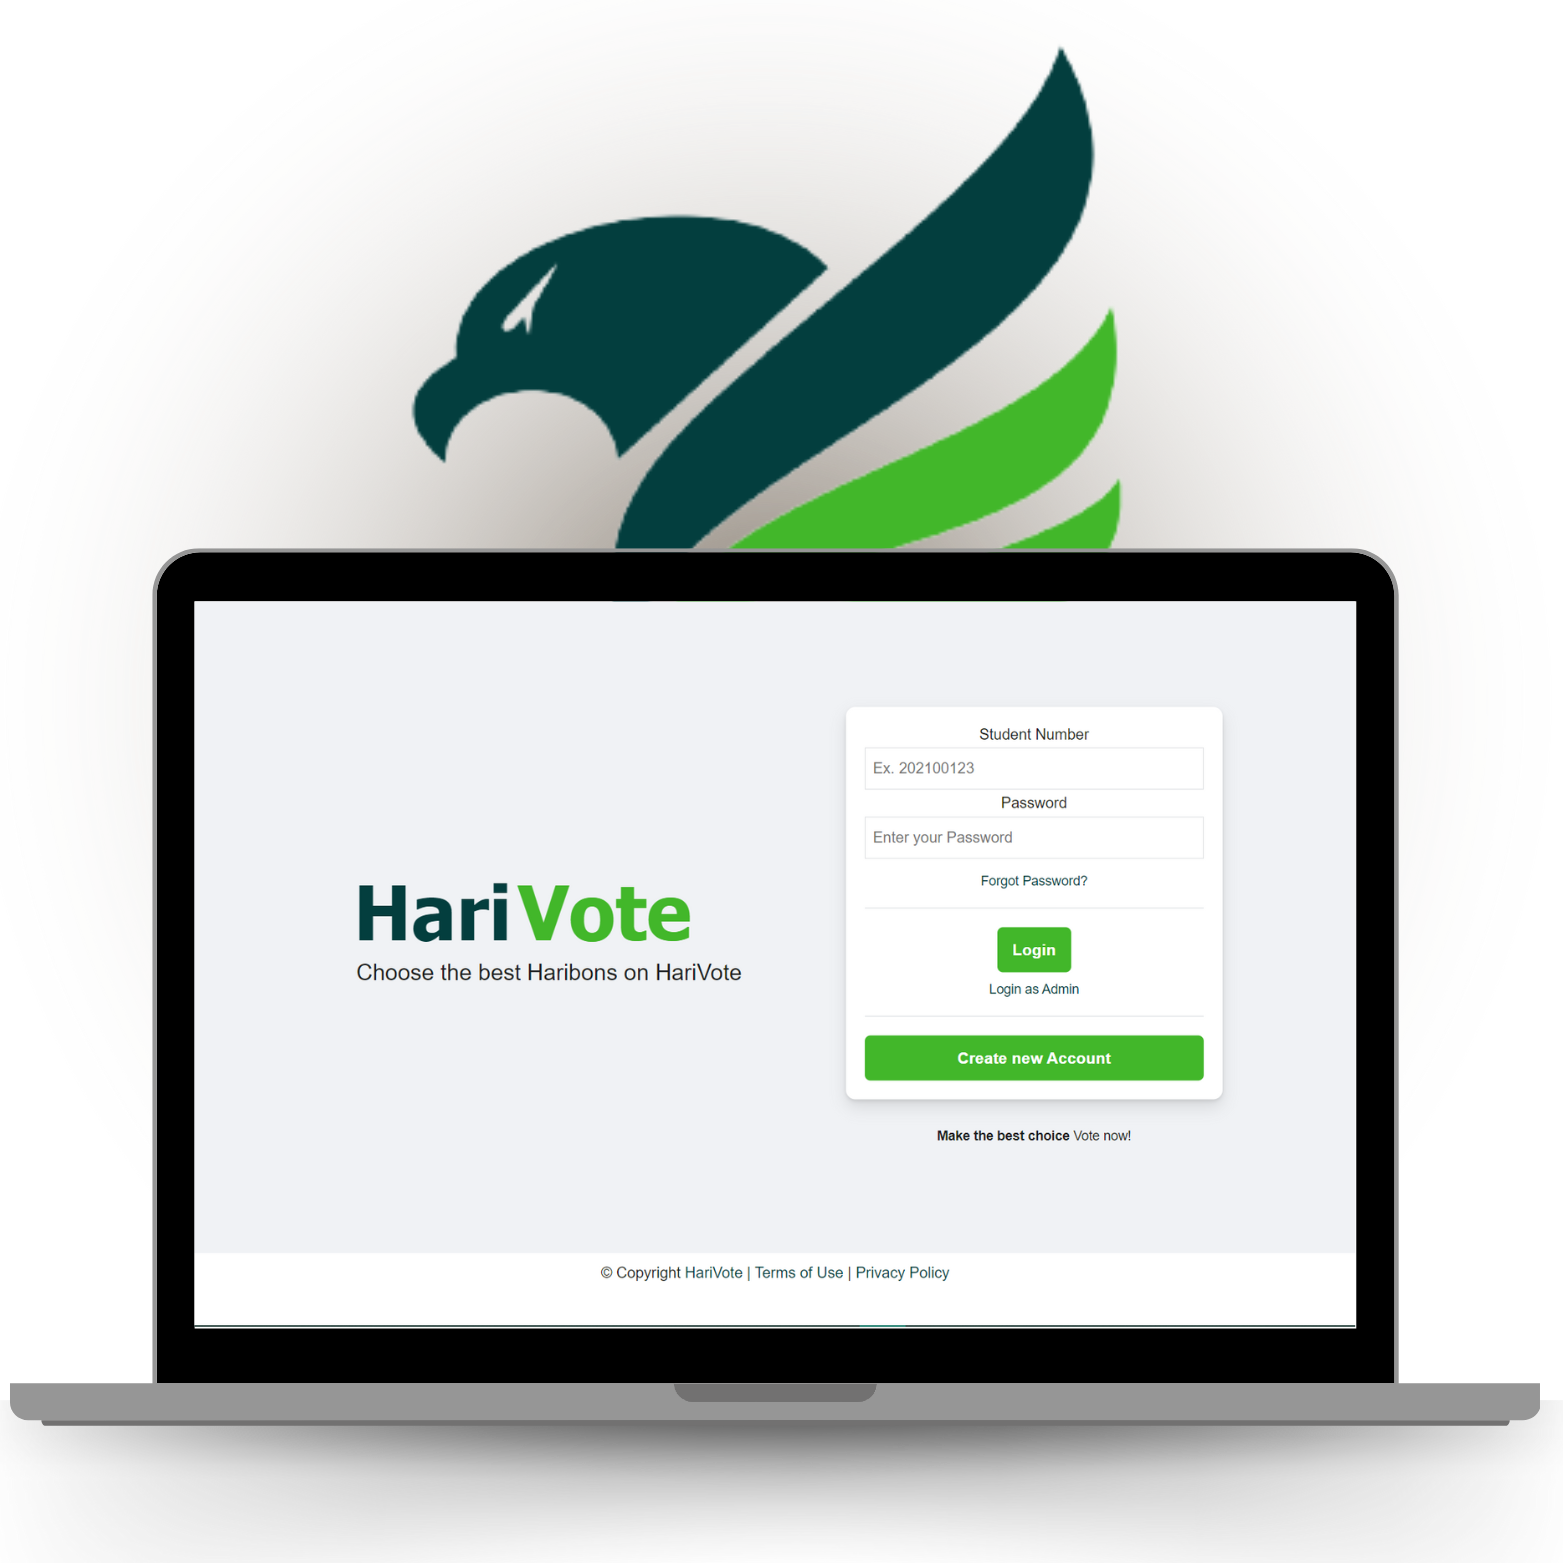 HariVote
Choose the best Haribons on HariVote
Student Number
Ex. 202100123
Password
Enter your Password
Forgot Password?
Login
Login as Admin
Create new Account
Make the best choice Vote now!
© Copyright HariVote | Terms of Use | Privacy Policy